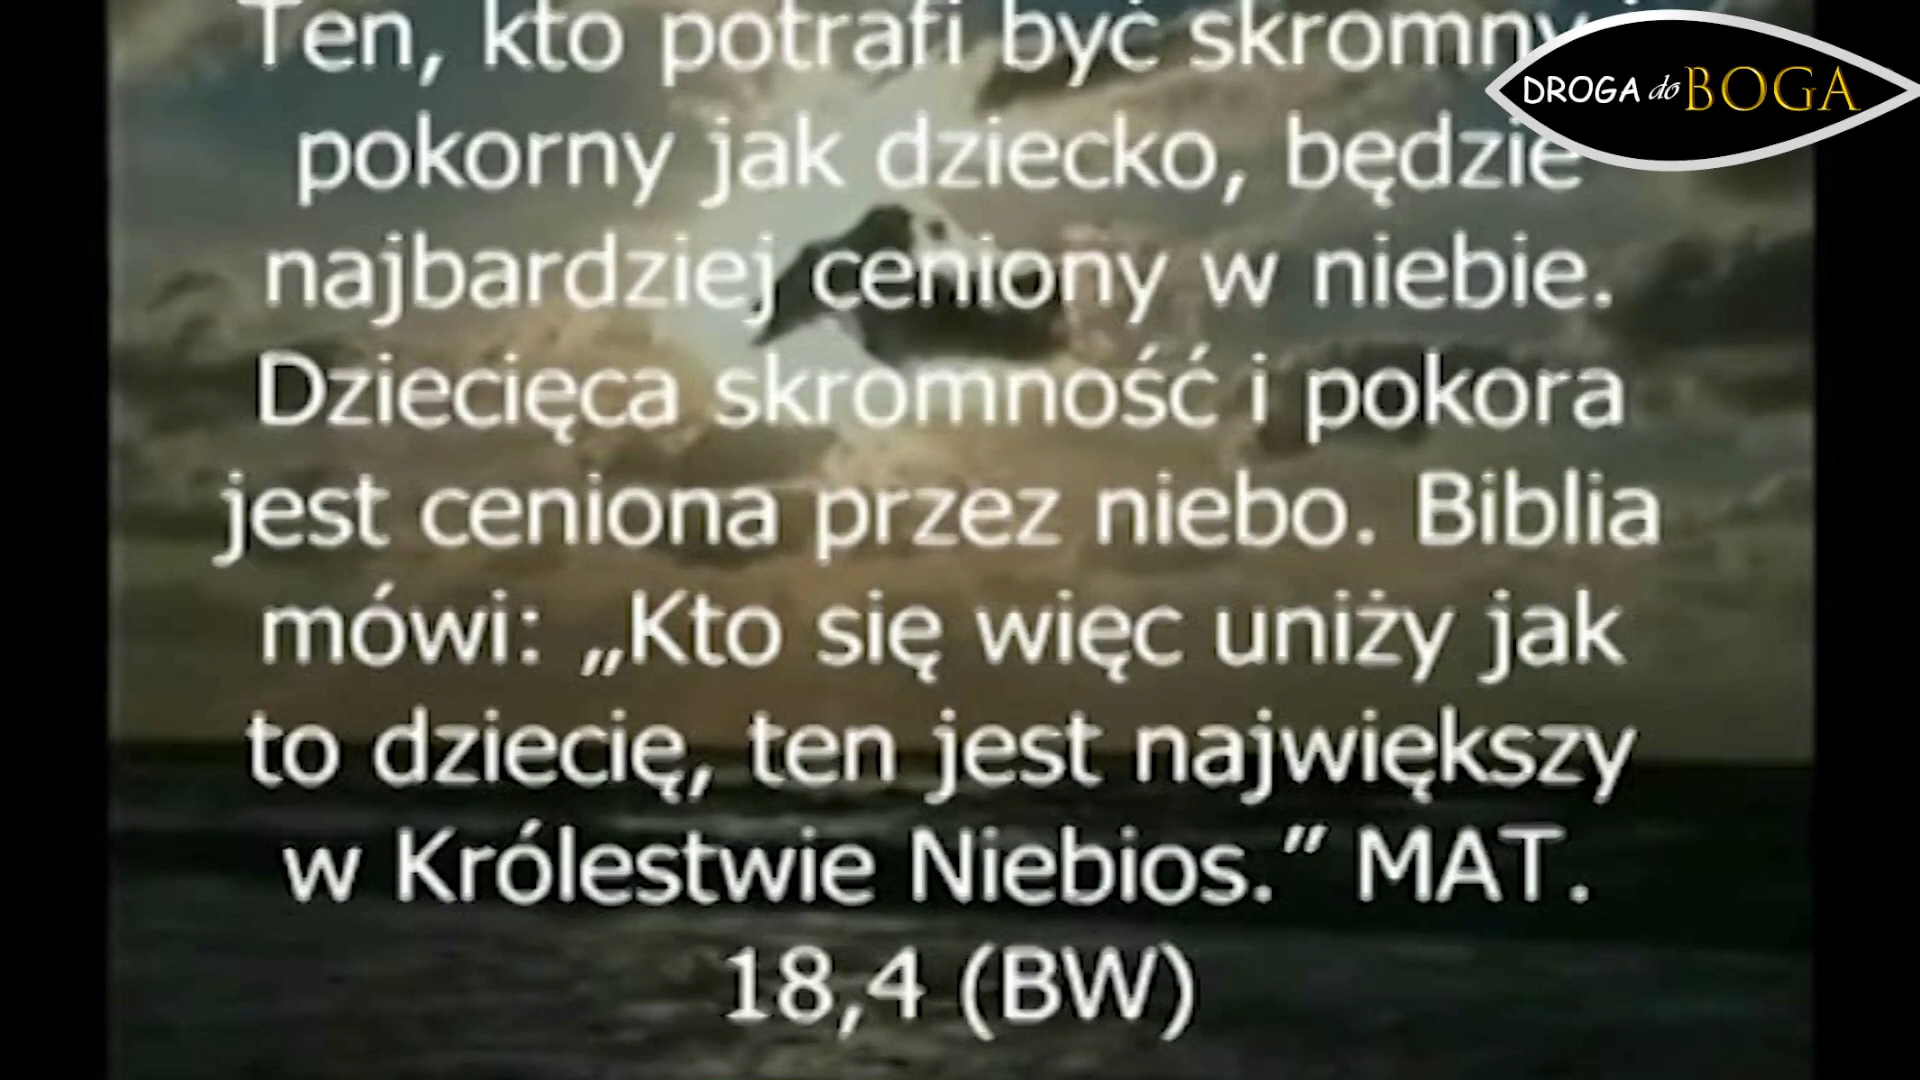 Ten, kto potrafi być skromny
pokorny jak dziecko, będzie
najbardziej ceniony w niebie.
Dziecięca skromność i pokora
jest ceniona przez niebo. Biblia
mówi: „Kto się więc uniży jak
to dziecię, ten jest największy
w Królestwie Niebios.” MAT.
18,4 (BW)
DROGA do BOGA